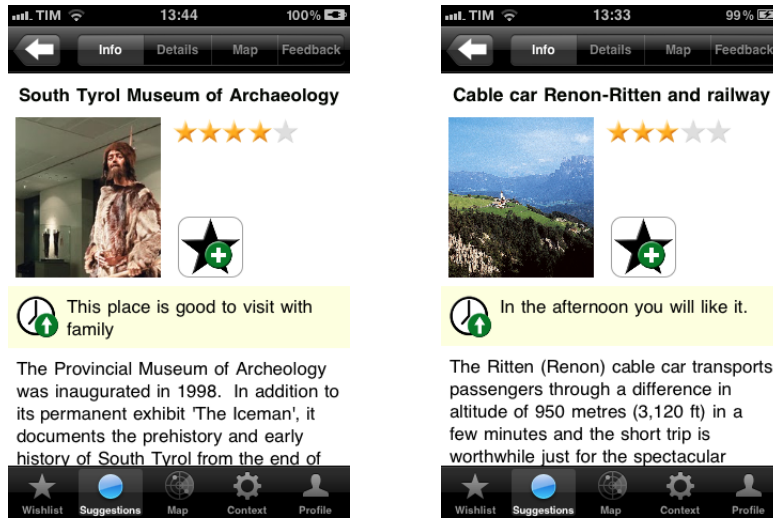 TIM 13:44 100%
Info Details Map Feedback
South Tyrol Museum of Archaeology
This place is good to visit with
family
The Provincial Museum of Archeology
was inaugurated in 1998. In addition to
its permanent exhibit 'The Iceman', it
documents the prehistory and early
history of South Tyrol from the end of
Wishlist Suggestions Map Context Profile
TIM 13:33 99%
Info Details Map Feedback
Cable car Renon-Ritten and railway
In the afternoon you will like it.
The Ritten (Renon) cable car transports
passengers through a difference in
altitude of 950 metres (3,120 ft) in a
few minutes and the short trip is
worthwhile just for the spectacular
Wishlist Suggestions Map Context Profile